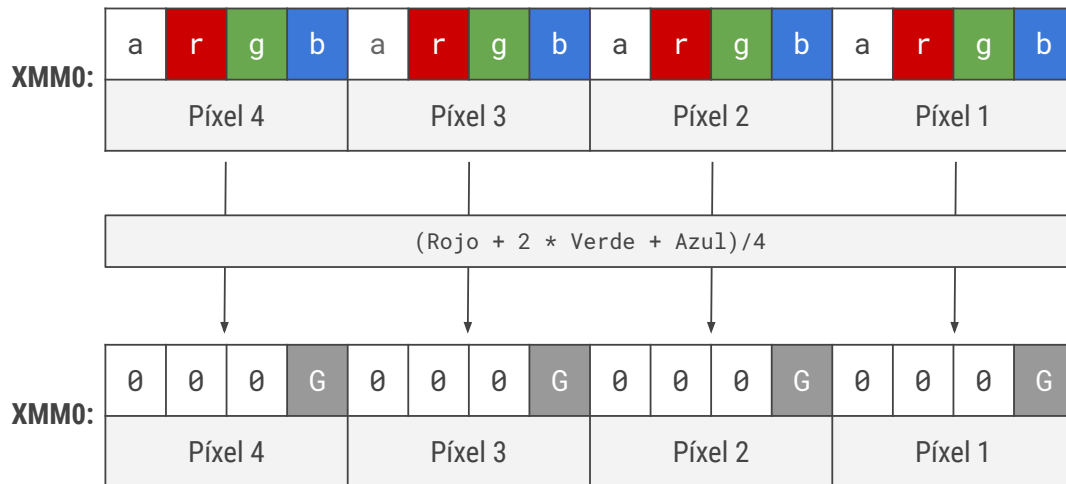 XMM0:
a r g b a r g b a r g b a r g b
Píxel 4 Píxel 3 Píxel 2 Píxel 1
(Rojo + 2 * Verde + Azul)/4
XMM0:
0 0 0 G 0 0 0 G 0 0 0 G 0 0 0 G
Píxel 4 Píxel 3 Píxel 2 Píxel 1